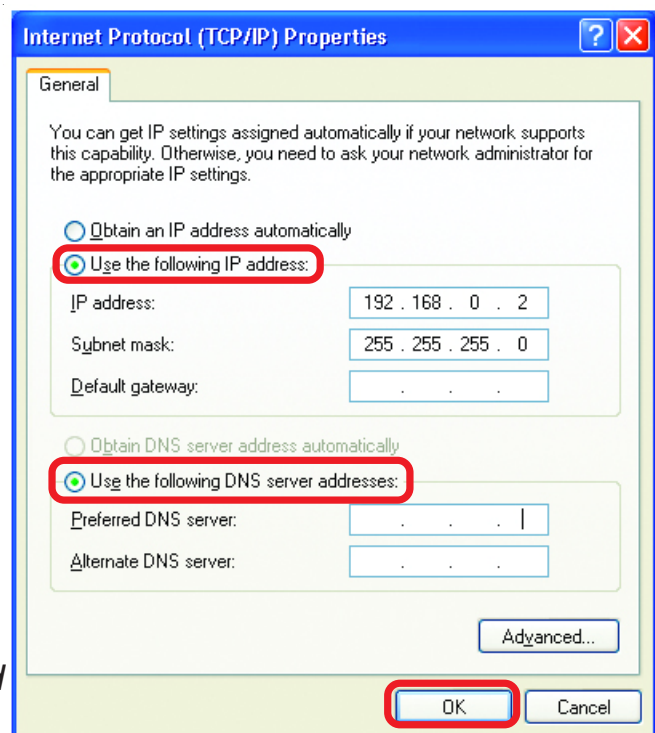 Internet Protocol (TCP/IP) Properties
General
You can get IP settings assigned automatically if your network supports
this capability. Otherwise, you need to ask your network administrator for
the appropriate IP settings.
Obtain an IP address automatically
Use the following IP address:
IP address: 192 . 168 . 0 . 2
Subnet mask: 255 . 255 . 255 . 0
Default gateway: . . .
Obtain DNS server address automatically
Use the following DNS server addresses:
Preferred DNS server: . . .
Alternate DNS server: . . .
Advanced...
OK Cancel